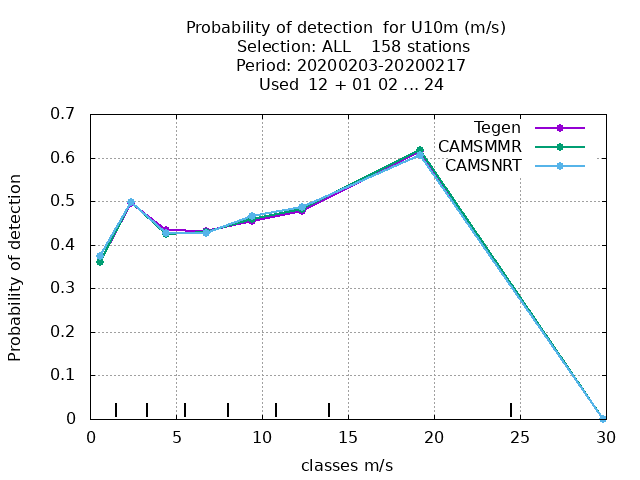 Probability of detection  for U10m (m/s)
Selection: ALL    158 stations
Period: 20200203-20200217
Used  12 + 01 02 ... 24
Tegen
CAMSMMR
CAMSNRT
Probability of detection
0.7
0.6
0.5
0.4
0.3
0.2
0.1
0
0 5 10 15 20 25 30
classes m/s